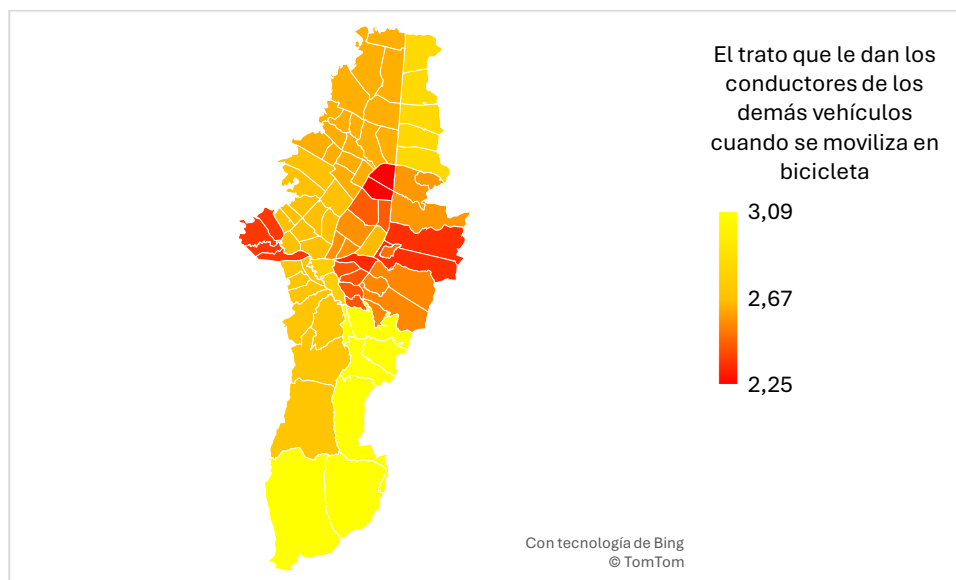 El trato que le dan los
conductores de los
demás vehículos
cuando se moviliza en
bicicleta
3,09
2,67
2,25
Con tecnología de Bing
© TomTom